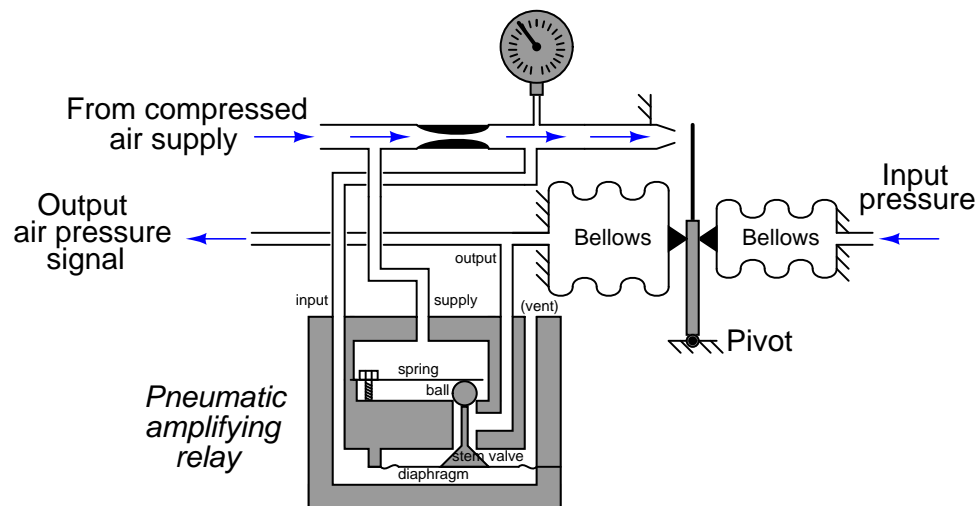 From compressed
air supply
Output
air pressure
signal
Bellows
Bellows
Input
pressure
output
input
supply
(vent)
Pivot
spring
ball
Pneumatic
amplifying
relay
stem valve
diaphragm